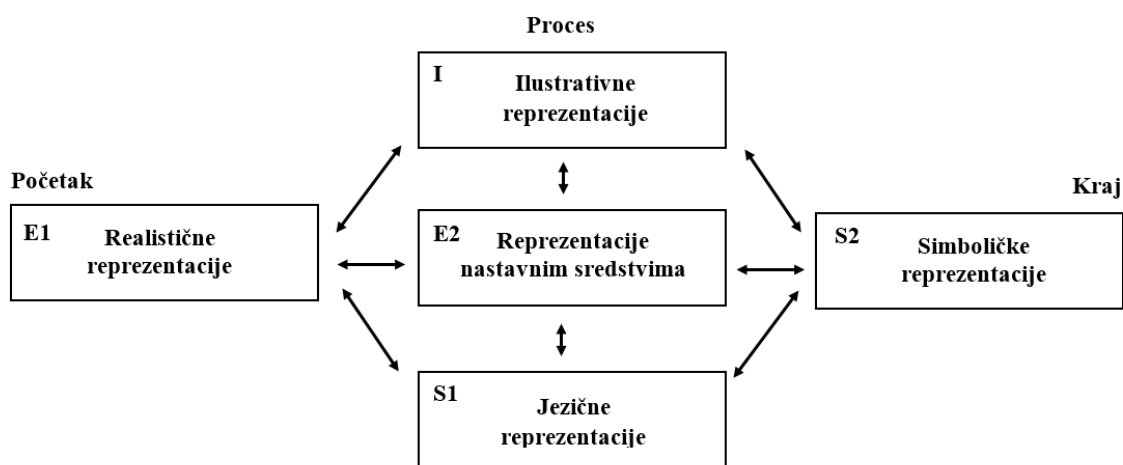 Proces
I
Ilustrativne
reprezentacije
Početak
Kraj
E1
Realistične
reprezentacije
E2
Reprezentacije
nastavnim sredstvima
S2
Simboličke
reprezentacije
S1
Jezične
reprezentacije